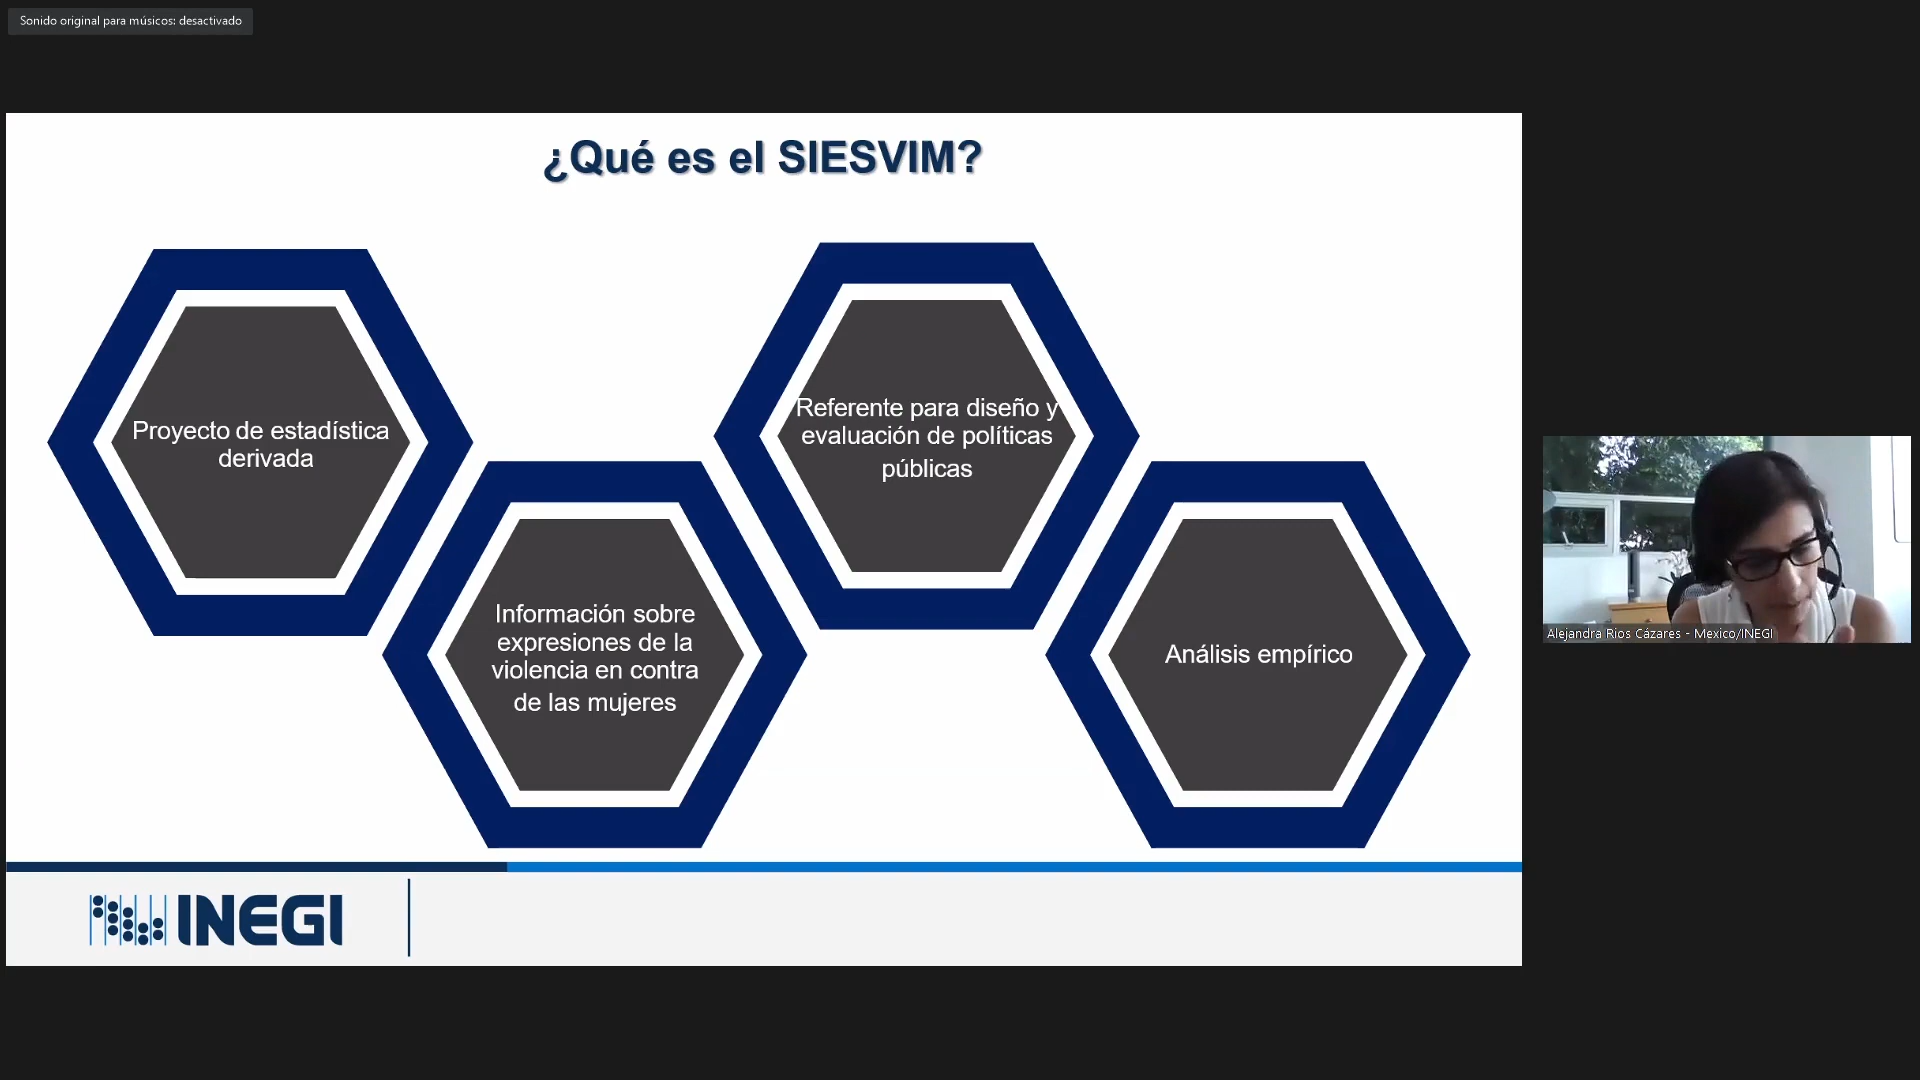 Sonido original para músicos: desactivado
¿Qué es el SIESVIM?
Proyecto de estadística
derivada
Información sobre
expresiones de la
violencia en contra
de las mujeres
Referente para diseño y
evaluación de políticas
públicas
Análisis empírico
Alejandra Ríos Cázares - Mexico/INEGI
INEGI